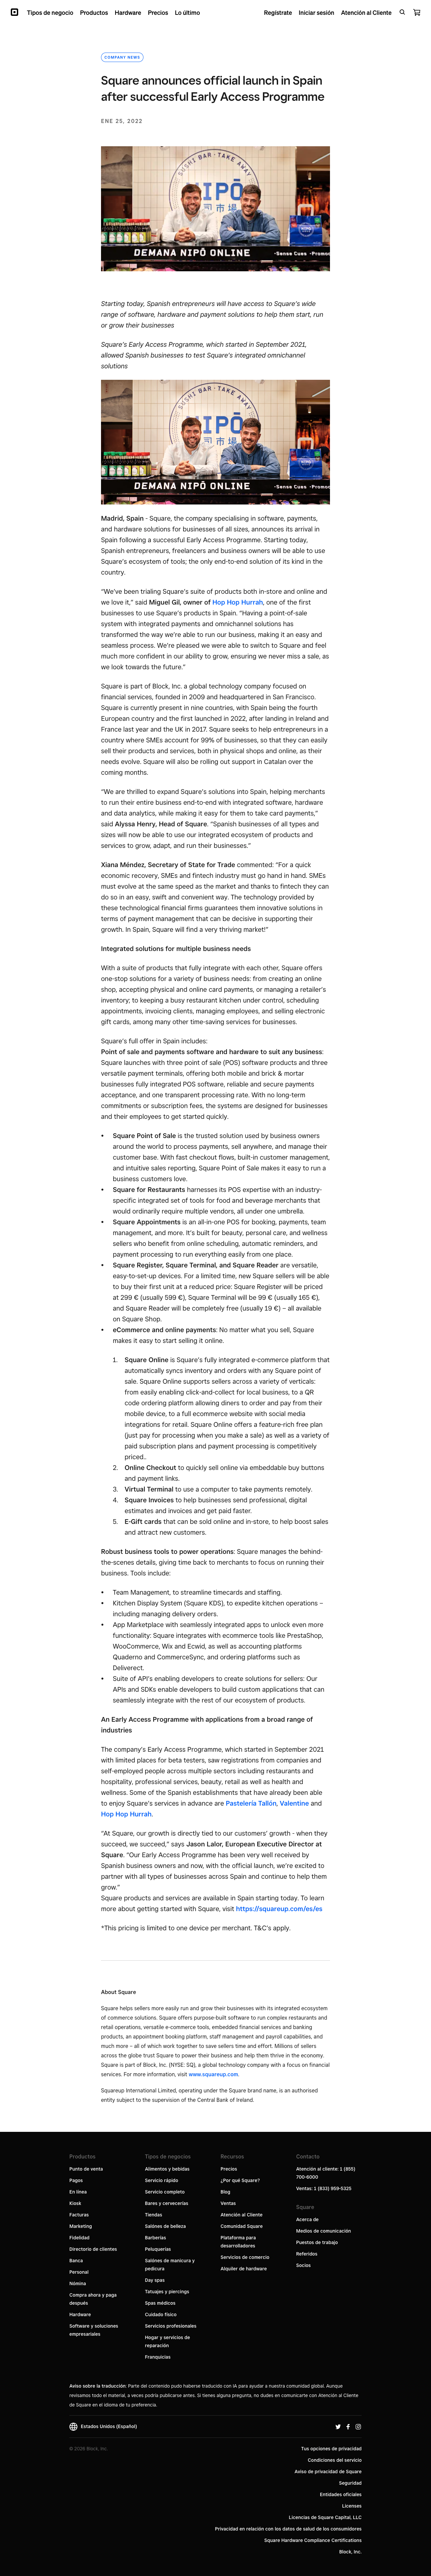 Tipos de negocio Productos Hardware Precios Lo último Regístrate Iniciar sesión Atención al Cliente
COMPANY NEWS
Square announces official launch in Spain
after successful Early Access Programme
ENE 25, 2022
SUSHI BAR · TAKE AWAY
NIPŌ
DEMANA NIPŌ ONLINE
-Sense Cues -Promoc
Starting today, Spanish entrepreneurs will have access to Square's wide
range of software, hardware and payment solutions to help them start, run
or grow their businesses
Square's Early Access Programme, which started in September 2021,
allowed Spanish businesses to test Square's integrated omnichannel
solutions
SUSHI BAR · TAKE AWAY
NIPŌ
DEMANA NIPŌ ONLINE
-Sense Cues -Promoc
Madrid, Spain - Square, the company specialising in software, payments,
and hardware solutions for businesses of all sizes, announces its arrival in
Spain following a successful Early Access Programme. Starting today,
Spanish entrepreneurs, freelancers and business owners will be able to use
Square's ecosystem of tools; the only end-to-end solution of its kind in the
country.
"We've been trialing Square's suite of products both in-store and online and
we love it," said Miguel Gil, owner of Hop Hop Hurrah, one of the first
businesses to use Square's products in Spain. "Having a point-of-sale
system with integrated payments and omnichannel solutions has
transformed the way we're able to run our business, making it an easy and
seamless process. We're pleased we were able to switch to Square and feel
much more confident in our ability to grow, ensuring we never miss a sale, as
we look towards the future."
Square is part of Block, Inc. a global technology company focused on
financial services, founded in 2009 and headquartered in San Francisco.
Square is currently present in nine countries, with Spain being the fourth
European country and the first launched in 2022, after landing in Ireland and
France last year and the UK in 2017. Square seeks to help entrepreneurs in a
country where SMEs account for 99% of businesses, so that they can easily
sell their products and services, both in physical shops and online, as their
needs evolve. Square will also be rolling out support in Catalan over the
coming months.
"We are thrilled to expand Square's solutions into Spain, helping merchants
to run their entire business end-to-end with integrated software, hardware
and data analytics, while making it easy for them to take card payments,"
said Alyssa Henry, Head of Square. "Spanish businesses of all types and
sizes will now be able to use our integrated ecosystem of products and
services to grow, adapt, and run their businesses."
Xiana Méndez, Secretary of State for Trade commented: "For a quick
economic recovery, SMEs and fintech industry must go hand in hand. SMEs
must evolve at the same speed as the market and thanks to fintech they can
do so in an easy, swift and convenient way. The technology provided by
these technological financial firms guarantees them innovative solutions in
terms of payment management that can be decisive in supporting their
growth. In Spain, Square will find a very thriving market!"
Integrated solutions for multiple business needs
With a suite of products that fully integrate with each other, Square offers
one-stop solutions for a variety of business needs: from creating an online
shop, accepting physical and online card payments, or managing a retailer's
inventory; to keeping a busy restaurant kitchen under control, scheduling
appointments, invoicing clients, managing employees, and selling electronic
gift cards, among many other time-saving services for businesses.
Square's full offer in Spain includes:
Point of sale and payments software and hardware to suit any business:
Square launches with three point of sale (POS) software products and three
versatile payment terminals, offering both mobile and brick & mortar
businesses fully integrated POS software, reliable and secure payments
acceptance, and transparent processing rate. With no long-term
commitments or subscription fees, the systems are designed for businesses
and their employees to get started quickly.
• Square Point of Sale is the trusted solution used by business owners
around the world to process payments, sell anywhere, and manage their
customer base. With fast checkout flows, built-in customer management,
and intuitive sales reporting, Square Point of Sale makes it easy to run a
business customers love.
• Square for Restaurants harnesses its POS expertise with an industry-
specific integrated set of tools for food and beverage merchants that
would ordinarily require multiple vendors, all under one umbrella.
• Square Appointments is an all-in-one POS for booking, payments, team
management, and more. It's built for beauty, personal care, and wellness
sellers who benefit from online scheduling, automatic reminders, and
payment processing to run everything easily from one place.
• Square Register, Square Terminal, and Square Reader are versatile,
easy-to-set-up devices. For a limited time, new Square sellers will be able
to buy their first unit at a reduced price: Square Register will be priced
at 299 € (usually 599 €), Square Terminal will be 99 € (usually 165 €),
and Square Reader will be completely free (usually 19 €) – all available
on Square Shop.
• eCommerce and online payments: No matter what you sell, Square
makes it easy to start selling it online.
1. Square Online is Square's fully integrated e-commerce platform that
automatically syncs inventory and orders with any Square point of
sale. Square Online supports sellers across a variety of verticals:
from easily enabling click-and-collect for local business, to a QR
code ordering platform allowing diners to order and pay from their
mobile device, to a full ecommerce website with social media
integrations for retail. Square Online offers a feature-rich free plan
(just pay for processing when you make a sale) as well as a variety of
paid subscription plans and payment processing is competitively
priced..
2. Online Checkout to quickly sell online via embeddable buy buttons
and payment links.
3. Virtual Terminal to use a computer to take payments remotely.
4. Square Invoices to help businesses send professional, digital
estimates and invoices and get paid faster.
5. E-Gift cards that can be sold online and in-store, to help boost sales
and attract new customers.
Robust business tools to power operations: Square manages the behind-
the-scenes details, giving time back to merchants to focus on running their
business. Tools include:
• Team Management, to streamline timecards and staffing.
• Kitchen Display System (Square KDS), to expedite kitchen operations –
including managing delivery orders.
• App Marketplace with seamlessly integrated apps to unlock even more
functionality: Square integrates with ecommerce tools like PrestaShop,
WooCommerce, Wix and Ecwid, as well as accounting platforms
Quaderno and CommerceSync, and ordering platforms such as
Deliverect.
• Suite of API's enabling developers to create solutions for sellers: Our
APIs and SDKs enable developers to build custom applications that can
seamlessly integrate with the rest of our ecosystem of products.
An Early Access Programme with applications from a broad range of
industries
The company's Early Access Programme, which started in September 2021
with limited places for beta testers, saw registrations from companies and
self-employed people across multiple sectors including restaurants and
hospitality, professional services, beauty, retail as well as health and
wellness. Some of the Spanish establishments that have already been able
to enjoy Square's services in advance are Pastelería Tallón, Valentine and
Hop Hop Hurrah.
"At Square, our growth is directly tied to our customers' growth - when they
succeed, we succeed," says Jason Lalor, European Executive Director at
Square. "Our Early Access Programme has been very well received by
Spanish business owners and now, with the official launch, we're excited to
partner with all types of businesses across Spain and continue to help them
grow."
Square products and services are available in Spain starting today. To learn
more about getting started with Square, visit https://squareup.com/es/es
*This pricing is limited to one device per merchant. T&C's apply.
About Square
Square helps sellers more easily run and grow their businesses with its integrated ecosystem
of commerce solutions. Square offers purpose-built software to run complex restaurants and
retail operations, versatile e-commerce tools, embedded financial services and banking
products, an appointment booking platform, staff management and payroll capabilities, and
much more – all of which work together to save sellers time and effort. Millions of sellers
across the globe trust Square to power their business and help them thrive in the economy.
Square is part of Block, Inc. (NYSE: SQ), a global technology company with a focus on financial
services. For more information, visit www.squareup.com.
Squareup International Limited, operating under the Square brand name, is an authorised
entity subject to the supervision of the Central Bank of Ireland.
Productos
Punto de venta
Pagos
En línea
Kiosk
Facturas
Marketing
Fidelidad
Directorio de clientes
Banca
Personal
Nómina
Compra ahora y paga
después
Hardware
Software y soluciones
empresariales
Tipos de negocios
Alimentos y bebidas
Servicio rápido
Servicio completo
Bares y cervecerías
Tiendas
Salónes de belleza
Barberías
Peluquerías
Salónes de manicura y
pedicura
Day spas
Tatuajes y piercings
Spas médicos
Cuidado físico
Servicios profesionales
Hogar y servicios de
reparación
Franquicias
Recursos
Precios
¿Por qué Square?
Blog
Ventas
Atención al Cliente
Comunidad Square
Plataforma para
desarrolladores
Servicios de comercio
Alquiler de hardware
Contacto
Atención al cliente: 1 (855)
700-6000
Ventas: 1 (833) 959-5325
Square
Acerca de
Medios de comunicación
Puestos de trabajo
Referidos
Socios
Aviso sobre la traducción: Parte del contenido pudo haberse traducido con IA para ayudar a nuestra comunidad global. Aunque
revisamos todo el material, a veces podría publicarse antes. Si tienes alguna pregunta, no dudes en comunicarte con Atención al Cliente
de Square en el idioma de tu preferencia.
Estados Unidos (Español)
© 2026 Block, Inc.
Tus opciones de privacidad
Condiciones del servicio
Aviso de privacidad de Square
Seguridad
Entidades oficiales
Licenses
Licencias de Square Capital, LLC
Privacidad en relación con los datos de salud de los consumidores
Square Hardware Compliance Certifications
Block, Inc.